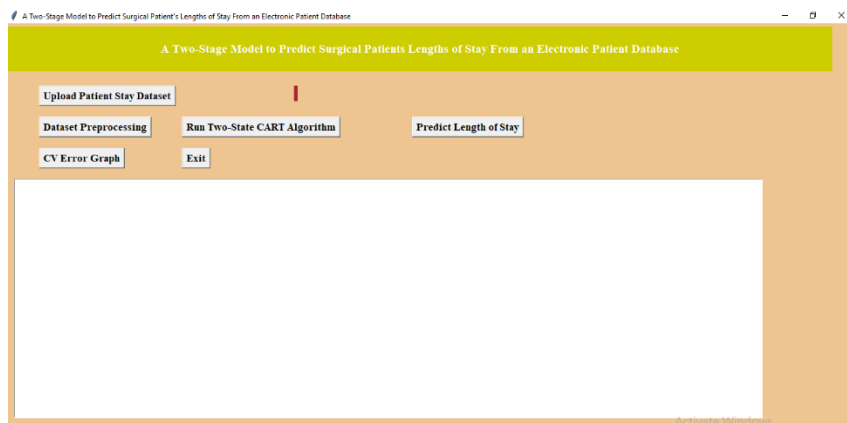 A Two-Stage Model to Predict Surgical Patient's Lengths of Stay From an Electronic Patient Database
A Two-Stage Model to Predict Surgical Patients Lengths of Stay From an Electronic Patient Database
Upload Patient Stay Dataset
Dataset Preprocessing Run Two-State CART Algorithm Predict Length of Stay
CV Error Graph Exit
Activate Windows